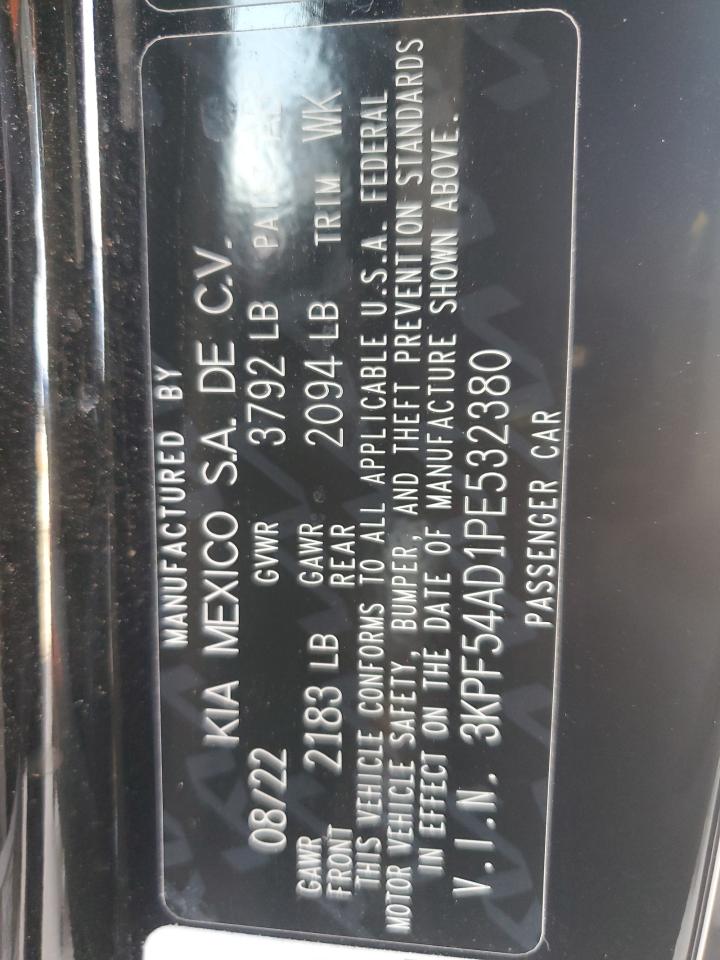 MANUFACTURED BY
KIA MEXICO S.A. DE C.V.
08/22 GVWR 3792 LB
GAWR FRONT 2183 LB GAWR REAR 2094 LB TRIM WK
THIS VEHICLE CONFORMS TO ALL APPLICABLE U.S.A. FEDERAL
MOTOR VEHICLE SAFETY, BUMPER, AND THEFT PREVENTION STANDARDS
IN EFFECT ON THE DATE OF MANUFACTURE SHOWN ABOVE.
V.I.N. 3KPF54AD1PE532380
PASSENGER CAR